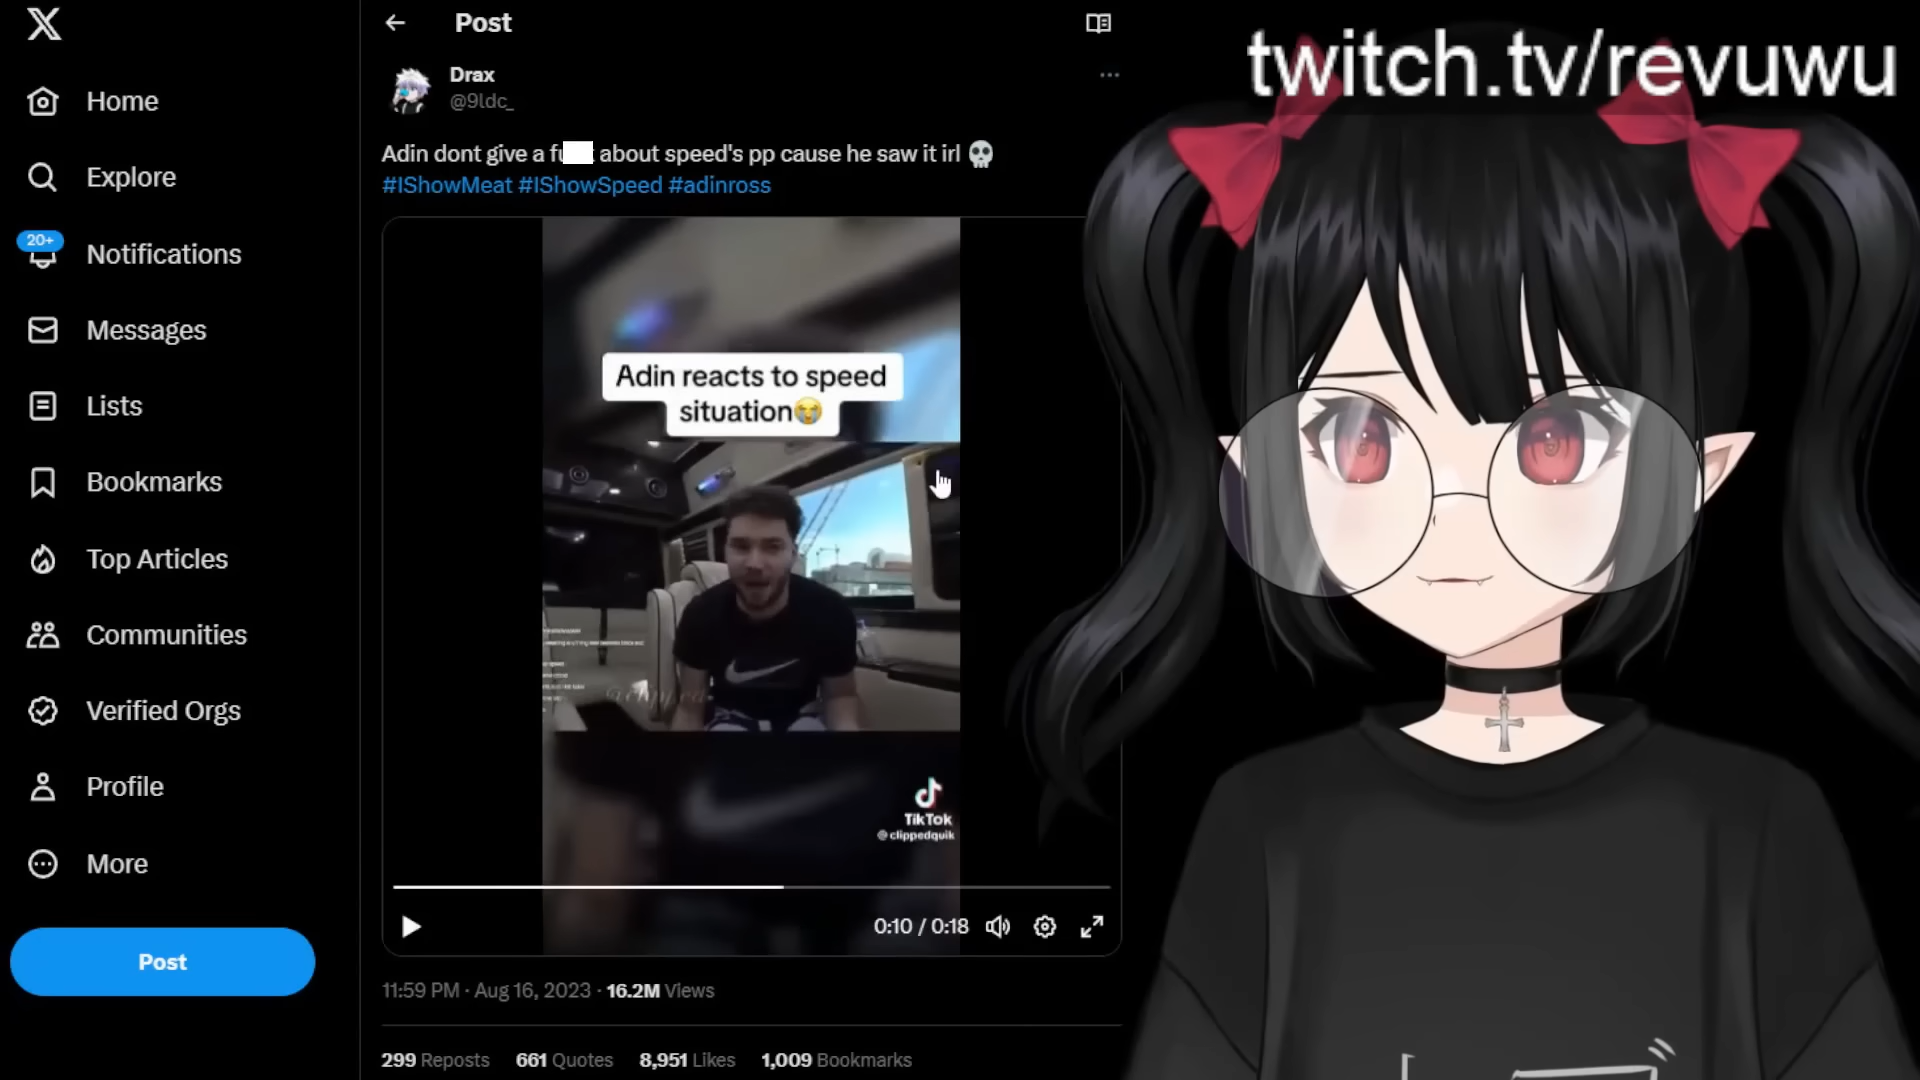 twitch.tv/revuwu
Post
Home
Drax
@9ldc_
Explore
Adin dont give a fu about speed's pp cause he saw it irl 💀
#IShowMeat #IShowSpeed #adinross
20+
Notifications
Messages
Lists
Bookmarks
Top Articles
Communities
Verified Orgs
Profile
More
Post
Adin reacts to speed
situation😭
TikTok
@clippedquik
0:10 / 0:18
11:59 PM · Aug 16, 2023 · 16.2M Views
299 Reposts 661 Quotes 8,951 Likes 1,009 Bookmarks